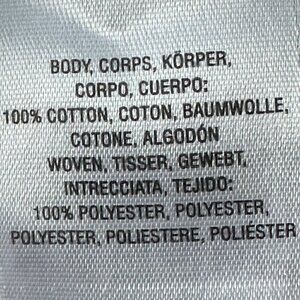 BODY, CORPS, KÖRPER,
CORPO, CUERPO:
100% COTTON, COTON, BAUMWOLLE,
COTONE, ALGODÓN
WOVEN, TISSER, GEWEBT,
INTRECCIATA, TEJIDO:
100% POLYESTER, POLYESTER,
POLYESTER, POLIESTERE, POLIÉSTER